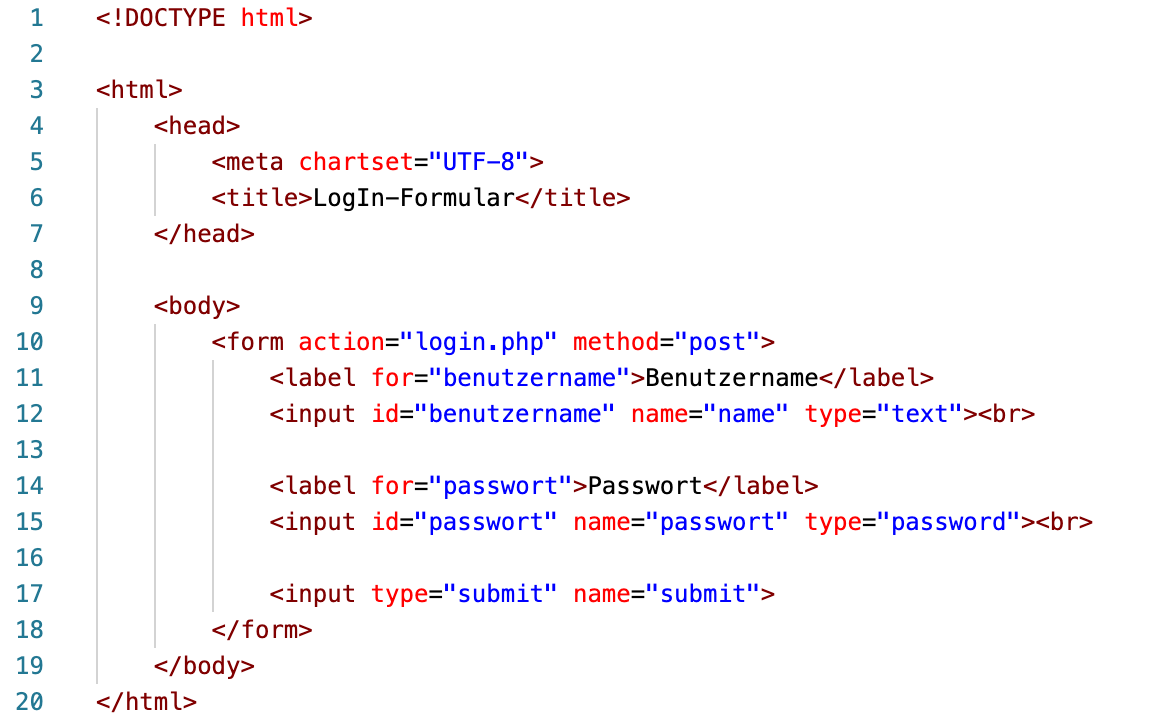 1 <!DOCTYPE html>
2
3 <html>
4     <head>
5         <meta chartset="UTF-8">
6         <title>LogIn-Formular</title>
7     </head>
8
9     <body>
10         <form action="login.php" method="post">
11             <label for="benutzername">Benutzername</label>
12             <input id="benutzername" name="name" type="text"><br>
13
14             <label for="passwort">Passwort</label>
15             <input id="passwort" name="passwort" type="password"><br>
16
17             <input type="submit" name="submit">
18         </form>
19     </body>
20 </html>